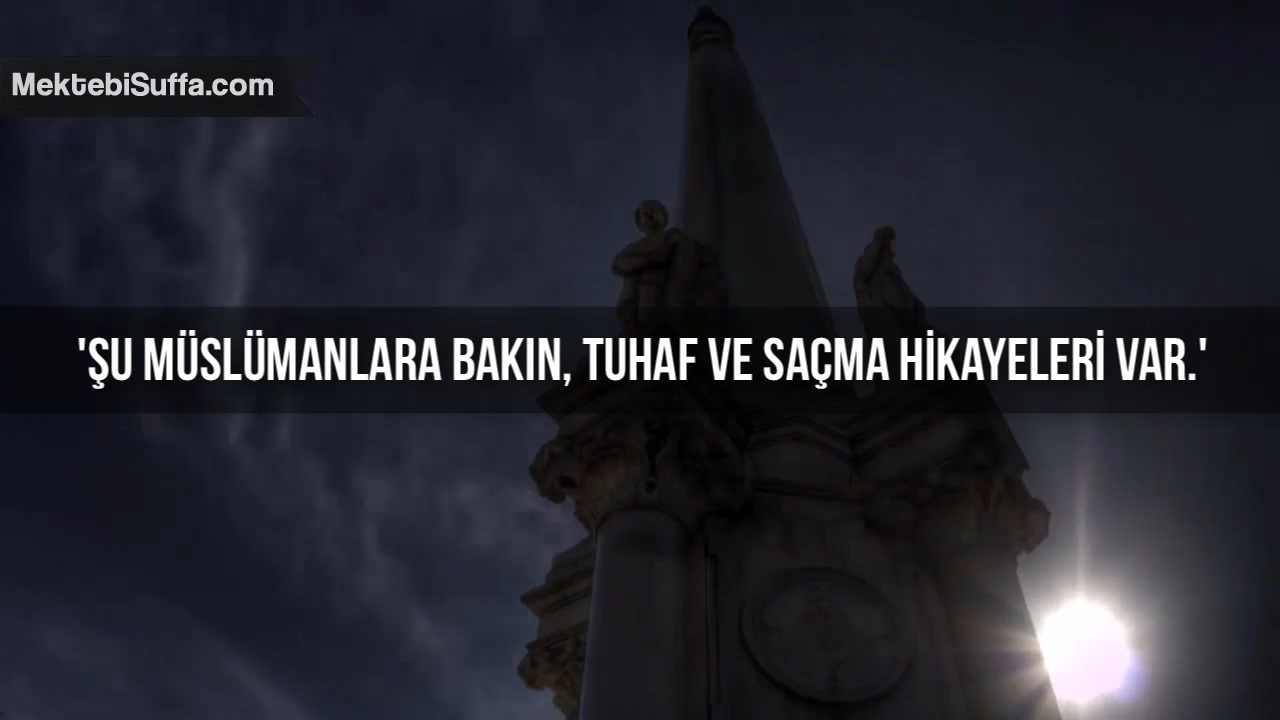 MektebiSuffa.com
'ŞU MÜSLÜMANLARA BAKIN, TUHAF VE SAÇMA HİKAYELERİ VAR.'